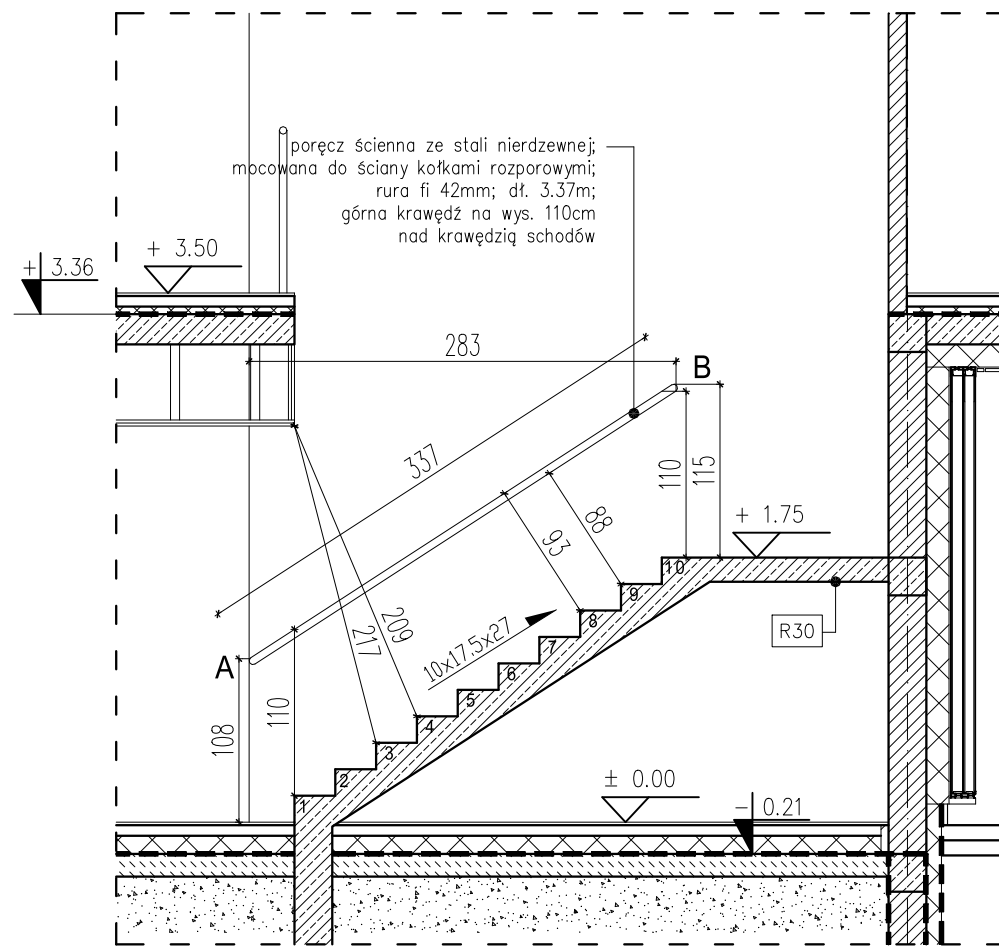 poręcz ścienna ze stali nierdzewnej;
mocowana do ściany kołkami rozporowymi;
rura fi 42mm; dł. 3.37m;
górna krawędź na wys. 110cm
nad krawędzią schodów
+ 3.50
+ 3.36
283
B
337
110
115
+ 1.75
88
93
10
9
8
R30
209
217
10x17.5x27
7
6
A
5
4
110
108
3
± 0.00
2
1
- 0.21